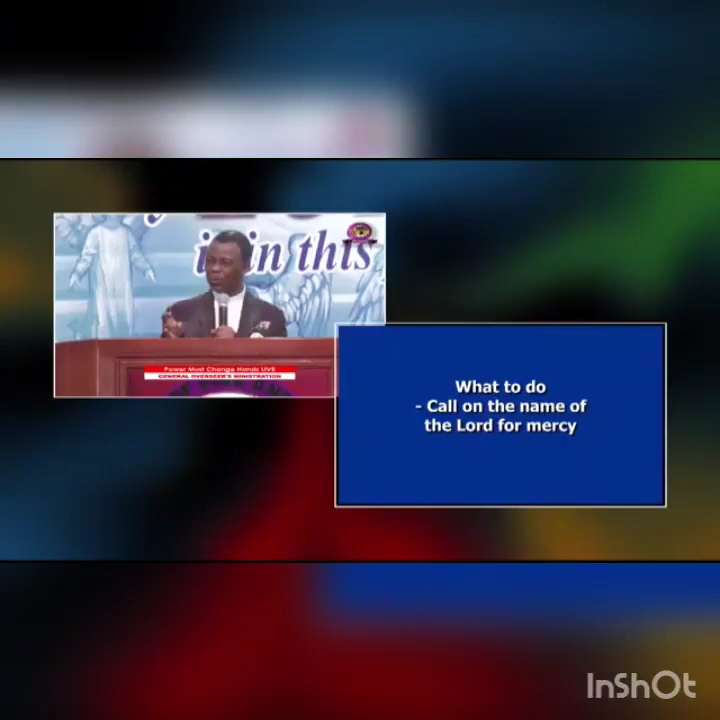 in this
Power Must Change Hands LIVE
GENERAL OVERSEER'S MINISTRATION
What to do
- Call on the name of
the Lord for mercy
InShOt